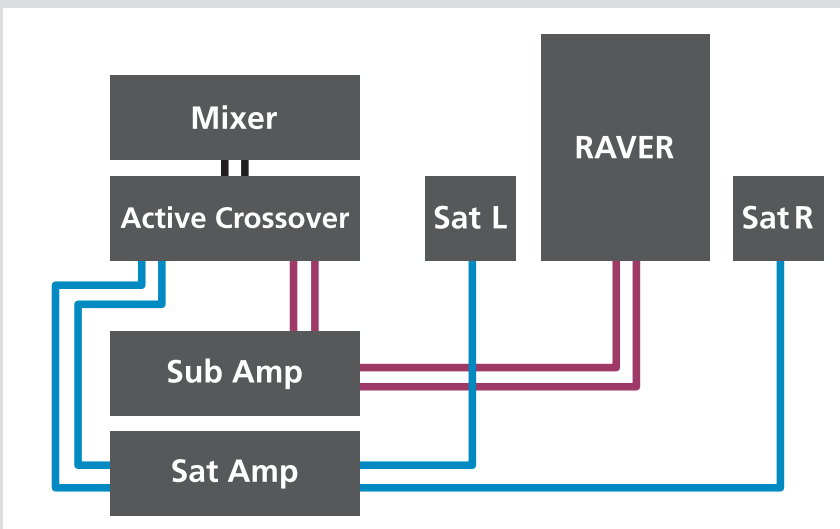 Mixer
RAVER
Active Crossover
Sat L
Sat R
Sub Amp
Sat Amp